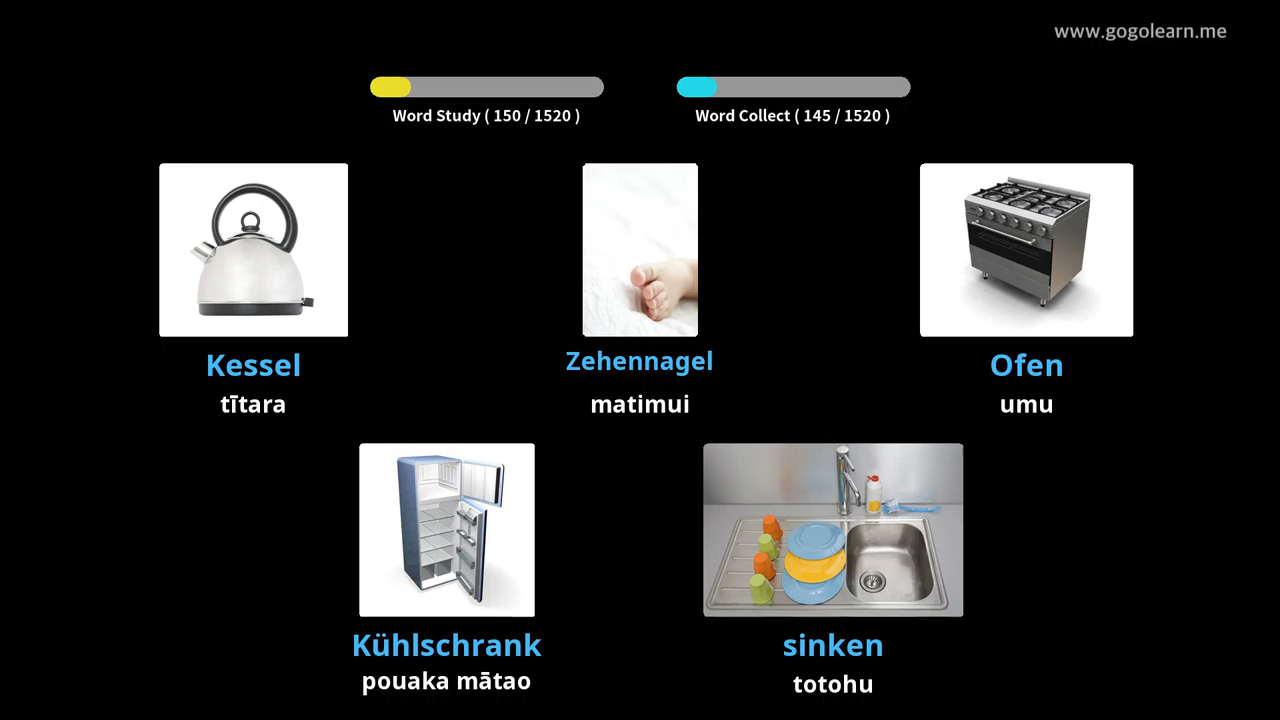 www.gogolearn.me
Word Study ( 150 / 1520 )
Word Collect ( 145 / 1520 )
Kessel
tītara
Zehennagel
matimui
Ofen
umu
Kühlschrank
pouaka mātao
sinken
totohu